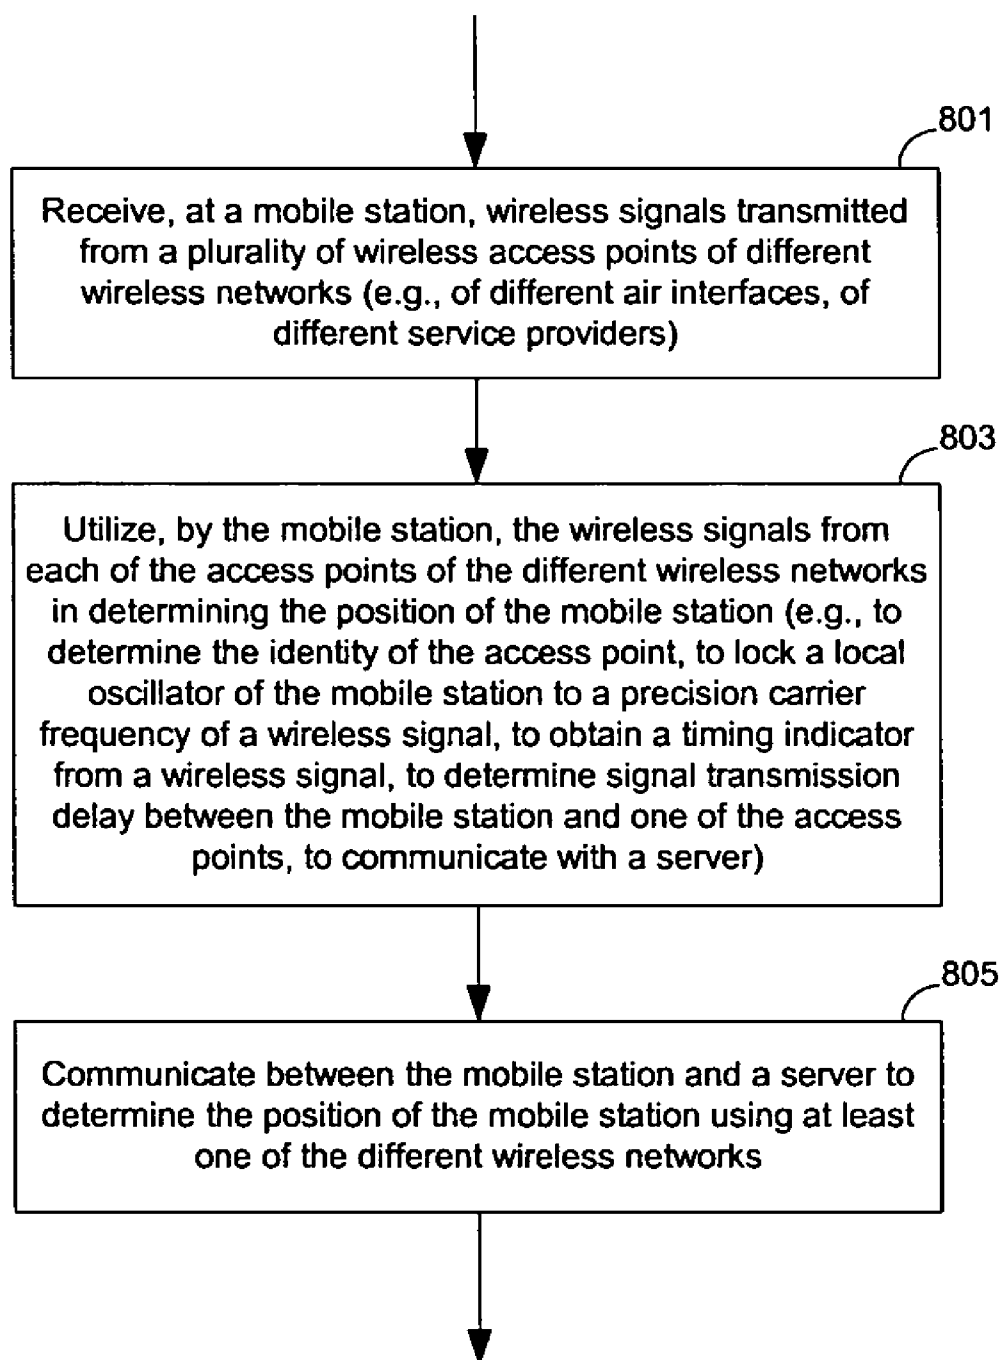 801
Receive, at a mobile station, wireless signals transmitted
from a plurality of wireless access points of different
wireless networks (e.g., of different air interfaces, of
different service providers)
803
Utilize, by the mobile station, the wireless signals from
each of the access points of the different wireless networks
in determining the position of the mobile station (e.g., to
determine the identity of the access point, to lock a local
oscillator of the mobile station to a precision carrier
frequency of a wireless signal, to obtain a timing indicator
from a wireless signal, to determine signal transmission
delay between the mobile station and one of the access
points, to communicate with a server)
805
Communicate between the mobile station and a server to
determine the position of the mobile station using at least
one of the different wireless networks